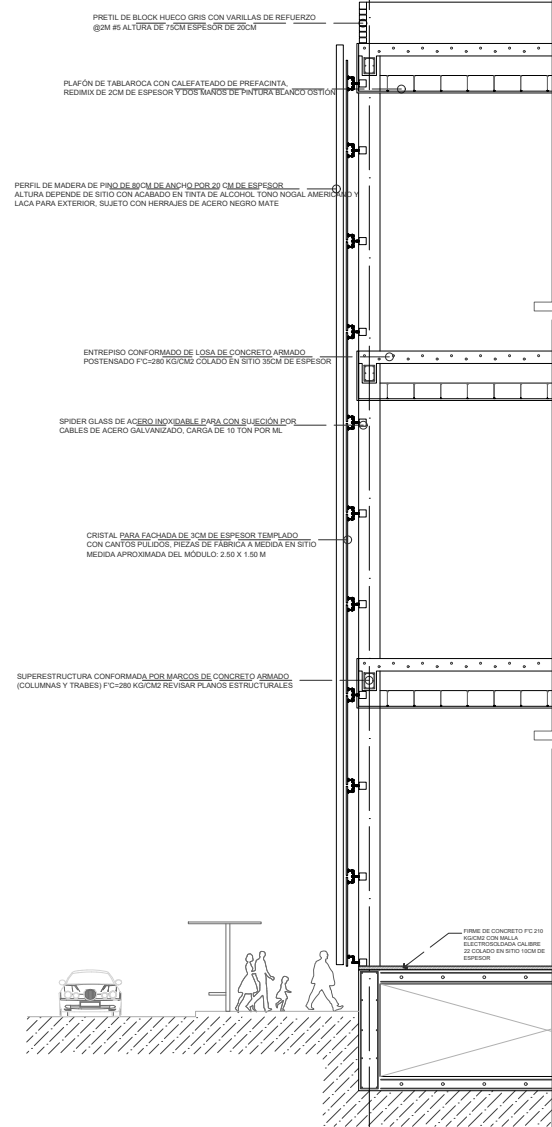 PRETIL DE BLOCK HUECO GRIS CON VARILLAS DE REFUERZO
@2M #5 ALTURA DE 75CM ESPESOR DE 20CM
PLAFÓN DE TABLAROCA CON CALEFATEADO DE PREFACINTA,
REDIMIX DE 2CM DE ESPESOR Y DOS MANOS DE PINTURA BLANCO OSTIÓN
PERFIL DE MADERA DE PINO DE 80CM DE ANCHO POR 20 CM DE ESPESOR
ALTURA DEPENDE DE SITIO CON ACABADO EN TINTA DE ALCOHOL TONO NOGAL AMERICANO Y
LACA PARA EXTERIOR, SUJETO CON HERRAJES DE ACERO NEGRO MATE
ENTREPISO CONFORMADO DE LOSA DE CONCRETO ARMADO
POSTENSADO F'C=280 KG/CM2 COLADO EN SITIO 35CM DE ESPESOR
SPIDER GLASS DE ACERO INOXIDABLE PARA CON SUJECIÓN POR
CABLES DE ACERO GALVANIZADO, CARGA DE 10 TON POR ML
CRISTAL PARA FACHADA DE 3CM DE ESPESOR TEMPLADO
CON CANTOS PULIDOS, PIEZAS DE FÁBRICA A MEDIDA EN SITIO
MEDIDA APROXIMADA DEL MÓDULO: 2.50 X 1.50 M
SUPERESTRUCTURA CONFORMADA POR MARCOS DE CONCRETO ARMADO
(COLUMNAS Y TRABES) F'C=280 KG/CM2 REVISAR PLANOS ESTRUCTURALES
FIRME DE CONCRETO F'C 210
KG/CM2 CON MALLA
ELECTROSOLDADA CALIBRE
22 COLADO EN SITIO 10CM DE
ESPESOR